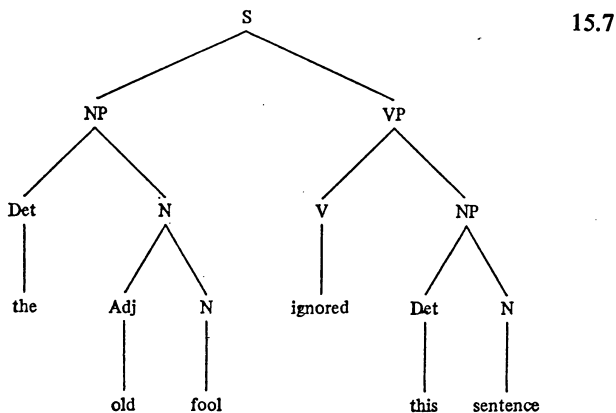 S 15.7
NP VP
Det N V NP
the Adj N ignored Det N
old fool this sentence